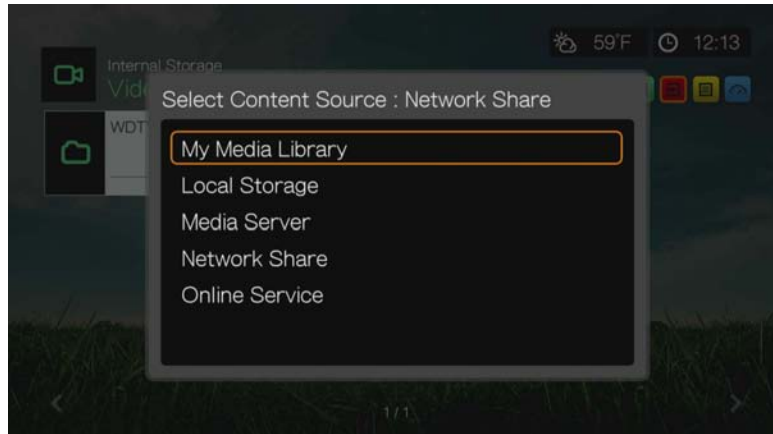 59°F 12:13
Internal Storage
Vid
WDT
Select Content Source : Network Share
My Media Library
Local Storage
Media Server
Network Share
Online Service
1/1